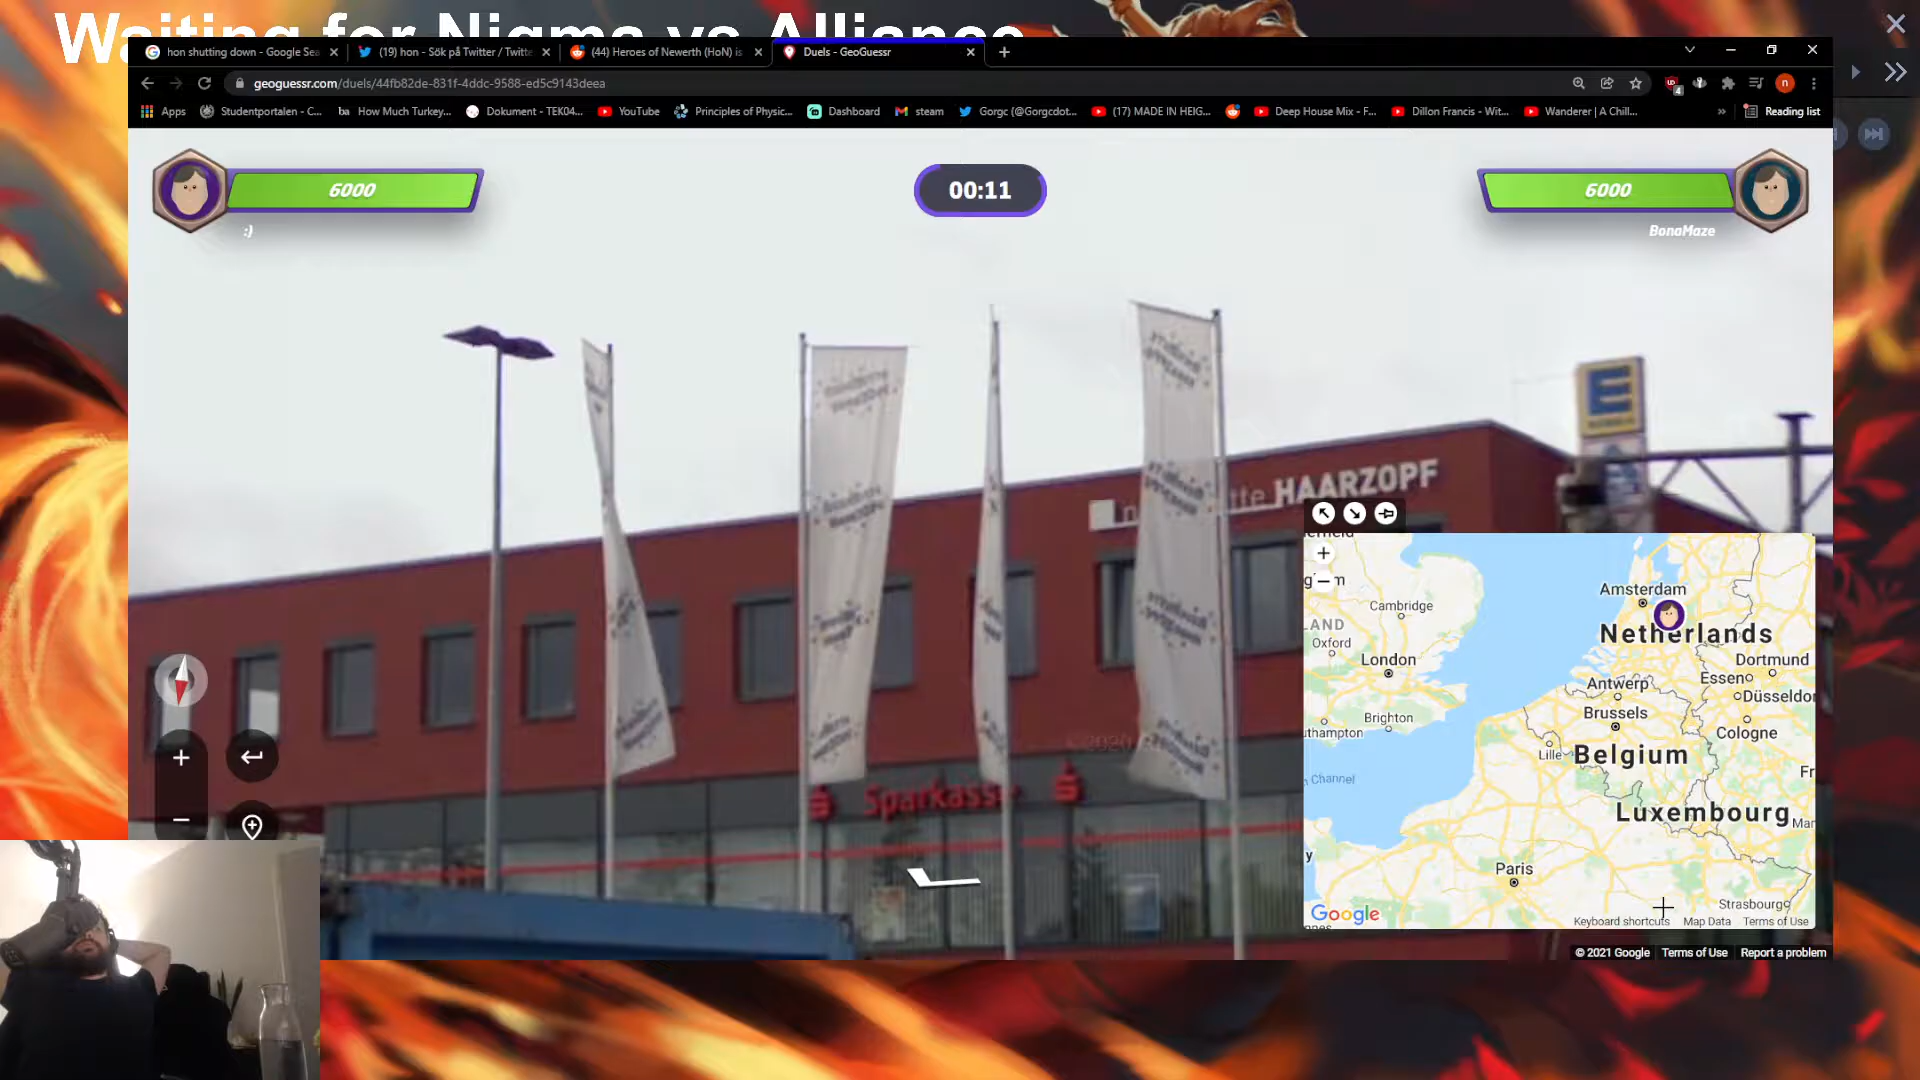 Waiting for Nigma vs Alliance
hon shutting down - Google Sea
(19) hon - Sök på Twitter / Twitte
(44) Heroes of Newerth (HoN) is
Duels - GeoGuessr
geoguessr.com/duels/44fb82de-831f-4ddc-9588-ed5c9143deea
Apps
Studentportalen - C...
ba
How Much Turkey...
Dokument - TEK04...
YouTube
Principles of Physic...
Dashboard
steam
Gorgc (@Gorgcdot...
(17) MADE IN HEIG...
Deep House Mix - F...
Dillon Francis - Wit...
Wanderer | A Chill...
Reading list
6000
:)
00:11
6000
BonaMaze
E
HAARZOPF
Sparkasse
Amsterdam
Netherlands
Cambridge
Oxford
London
Brighton
Channel
Dortmund
Essen
Düsseldor
Antwerp
Brussels
Cologne
Lille
Belgium
Luxembourg
Paris
Strasbourg
Google
Keyboard shortcuts
Map Data
Terms of Use
© 2021 Google
Terms of Use
Report a problem